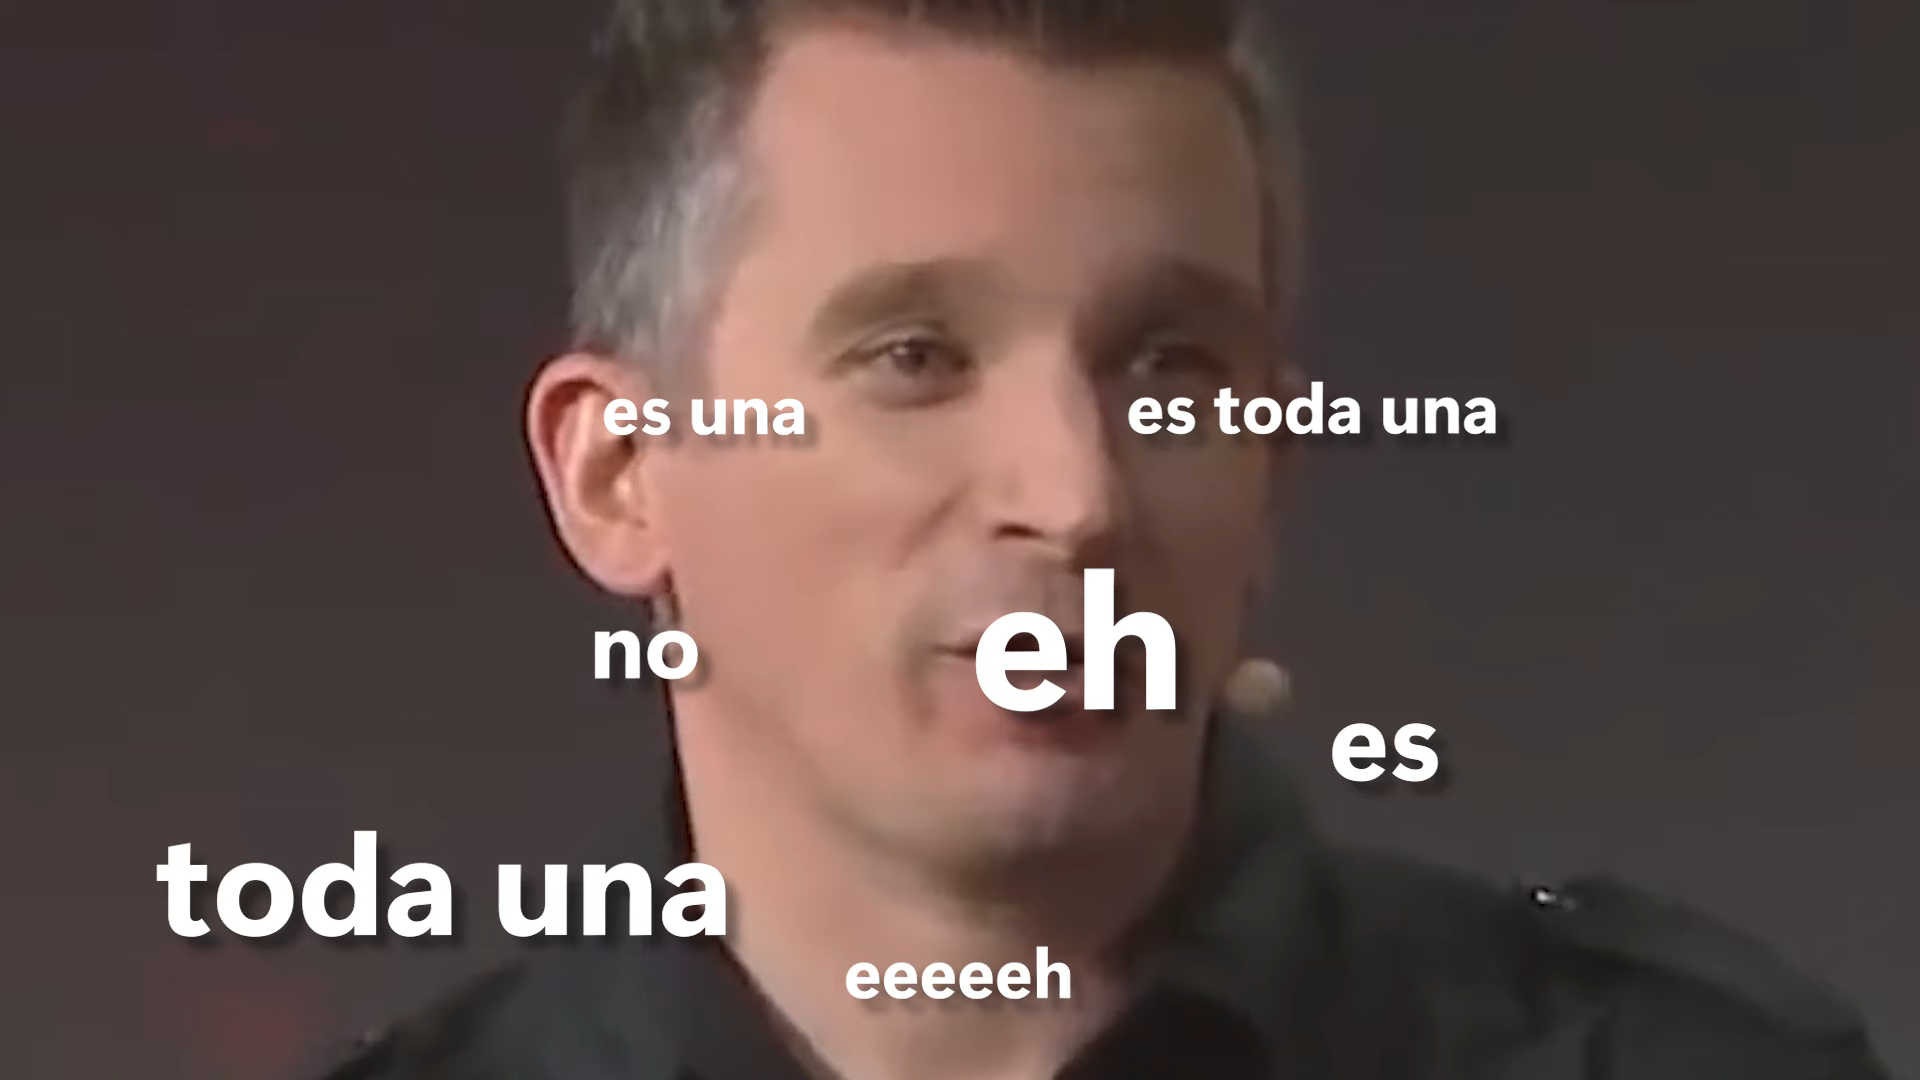 es una
es toda una
no
eh
es
toda una
eeeeeh